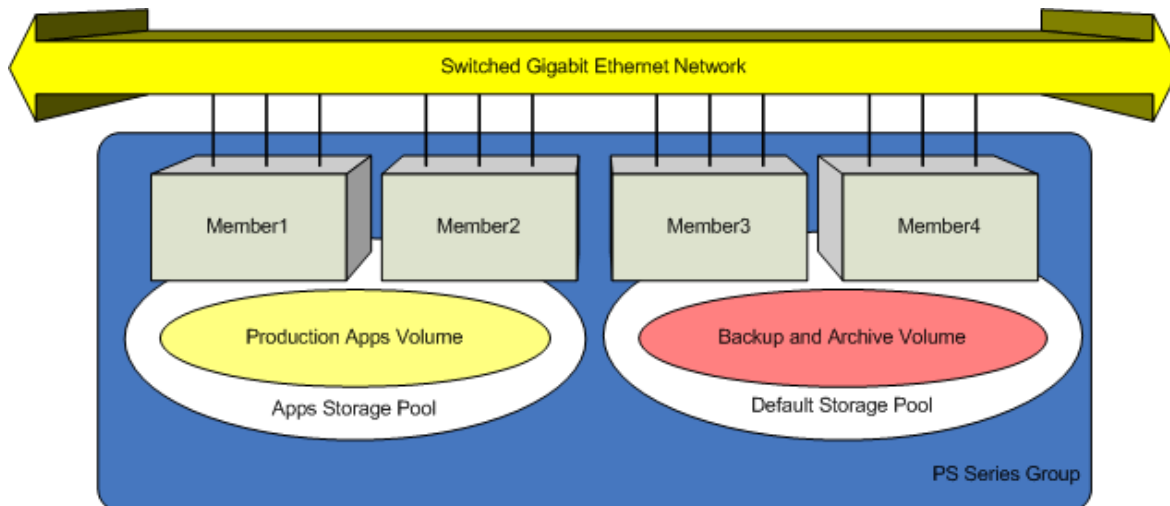 Switched Gigabit Ethernet Network
Member1
Member2
Member3
Member4
Production Apps Volume
Backup and Archive Volume
Apps Storage Pool
Default Storage Pool
PS Series Group